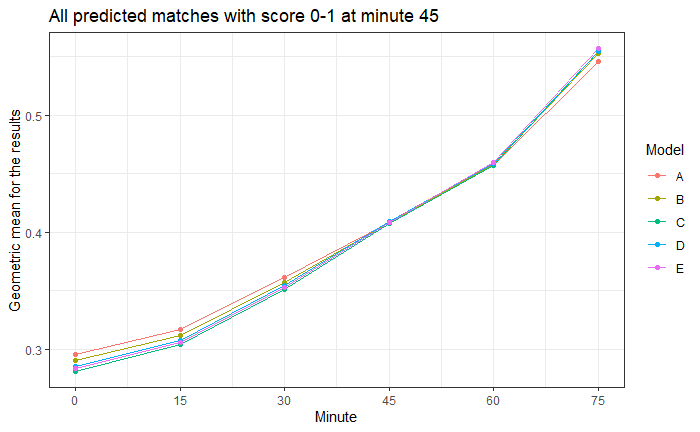 All predicted matches with score 0-1 at minute 45
Geometric mean for the results
0.5
0.4
0.3
0 15 30 45 60 75
Minute
Model
A
B
C
D
E